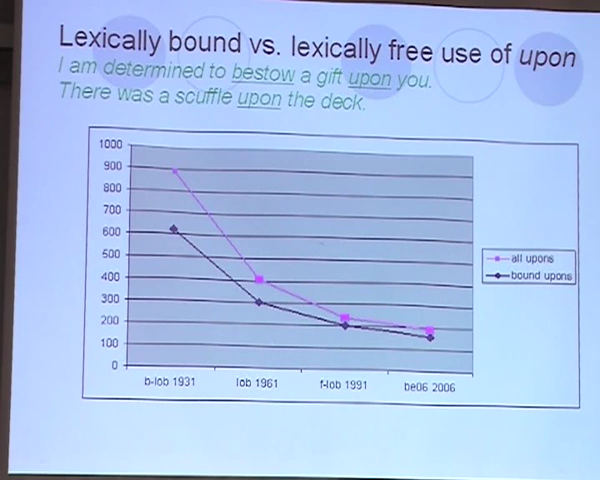 Lexically bound vs. lexically free use of upon
I am determined to bestow a gift upon you.
There was a scuffle upon the deck.
1000
900
800
700
600
500
400
300
200
100
0
b-lob 1931
lob 1961
f-lob 1991
be06 2006
all upons
bound upons